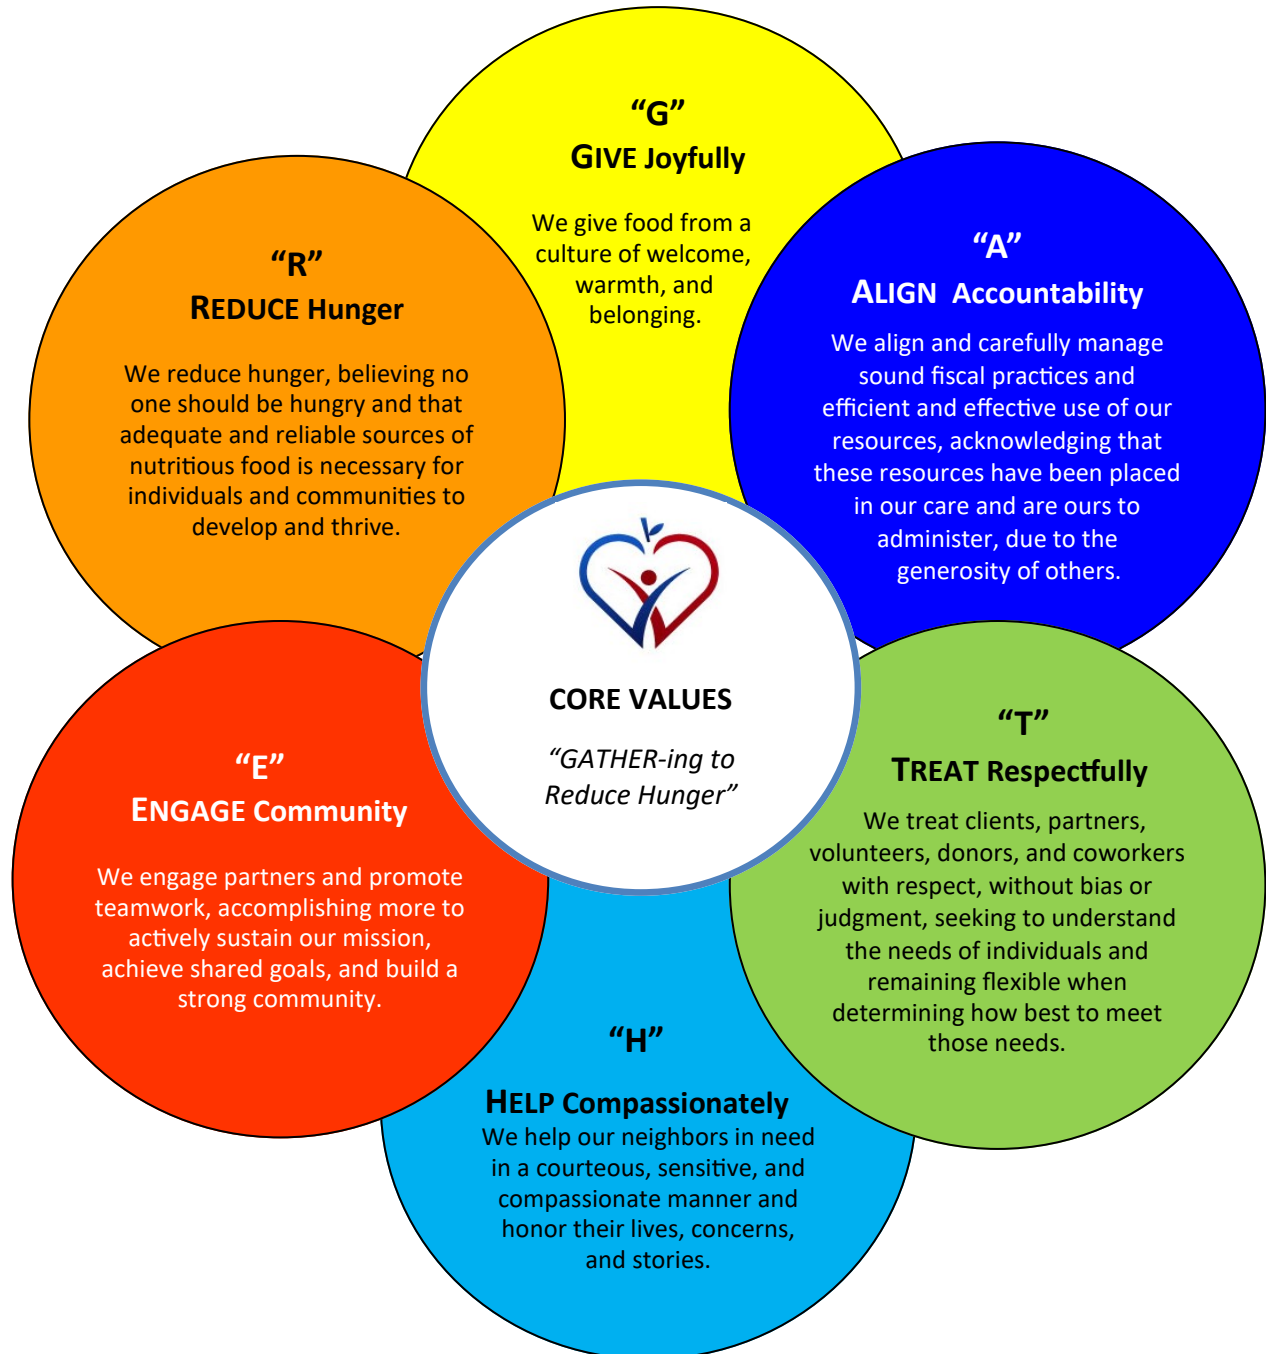 “G”
GIVE Joyfully
We give food from a
culture of welcome,
warmth, and
belonging.
“A”
ALIGN  Accountability
We align and carefully manage
sound fiscal practices and
efficient and effective use of our
resources, acknowledging that
these resources have been placed
in our care and are ours to
administer, due to the
generosity of others.
“T”
TREAT Respectfully
We treat clients, partners,
volunteers, donors, and coworkers
with respect, without bias or
judgment, seeking to understand
the needs of individuals and
remaining flexible when
determining how best to meet
those needs.
“H”
HELP Compassionately
We help our neighbors in need
in a courteous, sensitive, and
compassionate manner and
honor their lives, concerns,
and stories.
“E”
ENGAGE Community
We engage partners and promote
teamwork, accomplishing more to
actively sustain our mission,
achieve shared goals, and build a
strong community.
“R”
REDUCE Hunger
We reduce hunger, believing no
one should be hungry and that
adequate and reliable sources of
nutritious food is necessary for
individuals and communities to
develop and thrive.
CORE VALUES
“GATHER-ing to
Reduce Hunger”